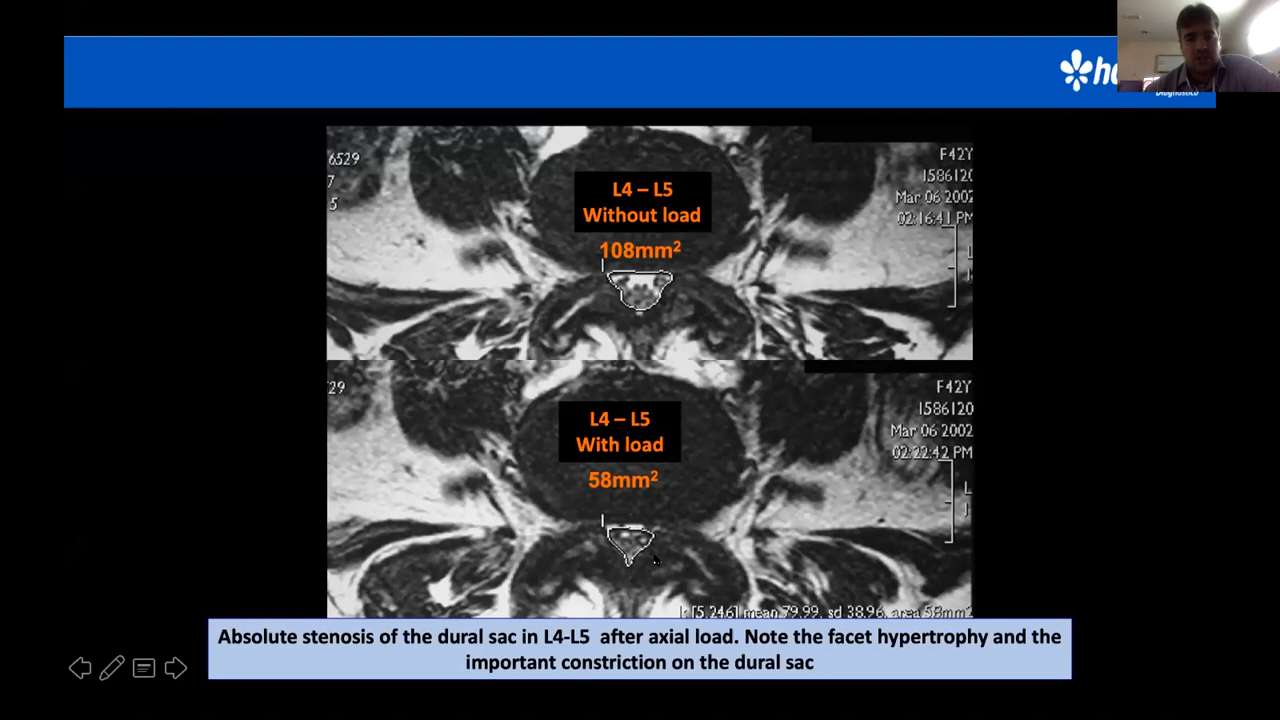 Diagnóstico
6529
7
5
F42Y
1586120
Mar 06 2002
02:16:41 PM
L4 – L5
Without load
108mm²
29
F42Y
1586120
Mar 06 2002
02:22:42 PM
L4 – L5
With load
58mm²
mean 79.99, sd 38.96, area 58mm²
Absolute stenosis of the dural sac in L4-L5 after axial load. Note the facet hypertrophy and the
important constriction on the dural sac